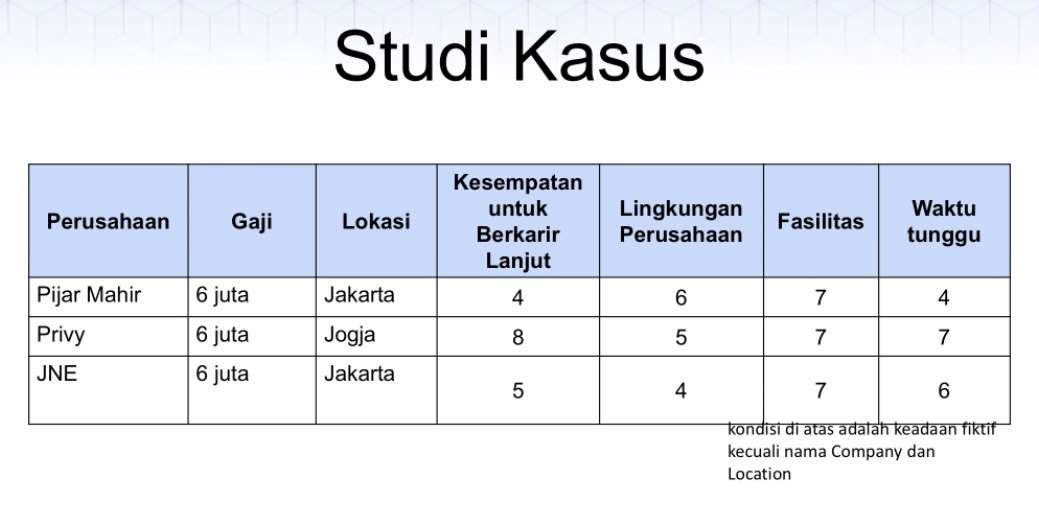 Studi Kasus
Perusahaan Gaji Lokasi Kesempatan untuk Berkarir Lanjut Lingkungan Perusahaan Fasilitas Waktu tunggu
Pijar Mahir 6 juta Jakarta 4 6 7 4
Privy 6 juta Jogja 8 5 7 7
JNE 6 juta Jakarta 5 4 7 6
kondisi di atas adalah keadaan fiktif
kecuali nama Company dan
Location